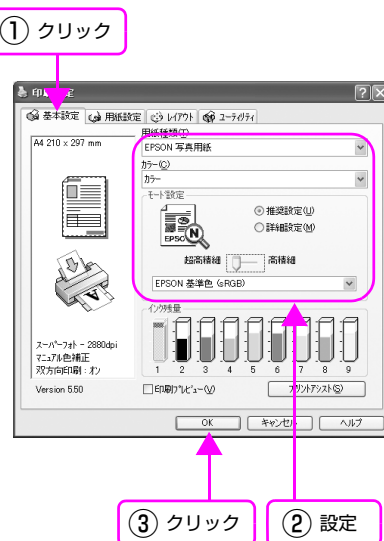 ① クリック
印刷設定
基本設定 用紙設定 レイアウト ユーティリティ
A4 210 x 297 mm
用紙種類(T)
EPSON 写真用紙
カラー(C)
カラー
モード設定
推奨設定(U)
詳細設定(M)
EPSON
超高精細 高精細
EPSON 基準色 (sRGB)
インク残量
1 2 3 4 5 6 7 8 9
スーパーフォト - 2880dpi
マニュアル色補正
双方向印刷 : オン
Version 5.50
印刷プレビュー(V)
プリントアシスト(S)
OK キャンセル ヘルプ
③ クリック
② 設定